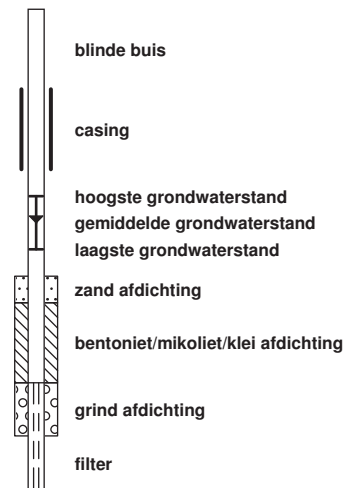 blinde buis
casing
hoogste grondwaterstand
gemiddelde grondwaterstand
laagste grondwaterstand
zand afdichting
bentoniet/mikoliet/klei afdichting
grind afdichting
filter